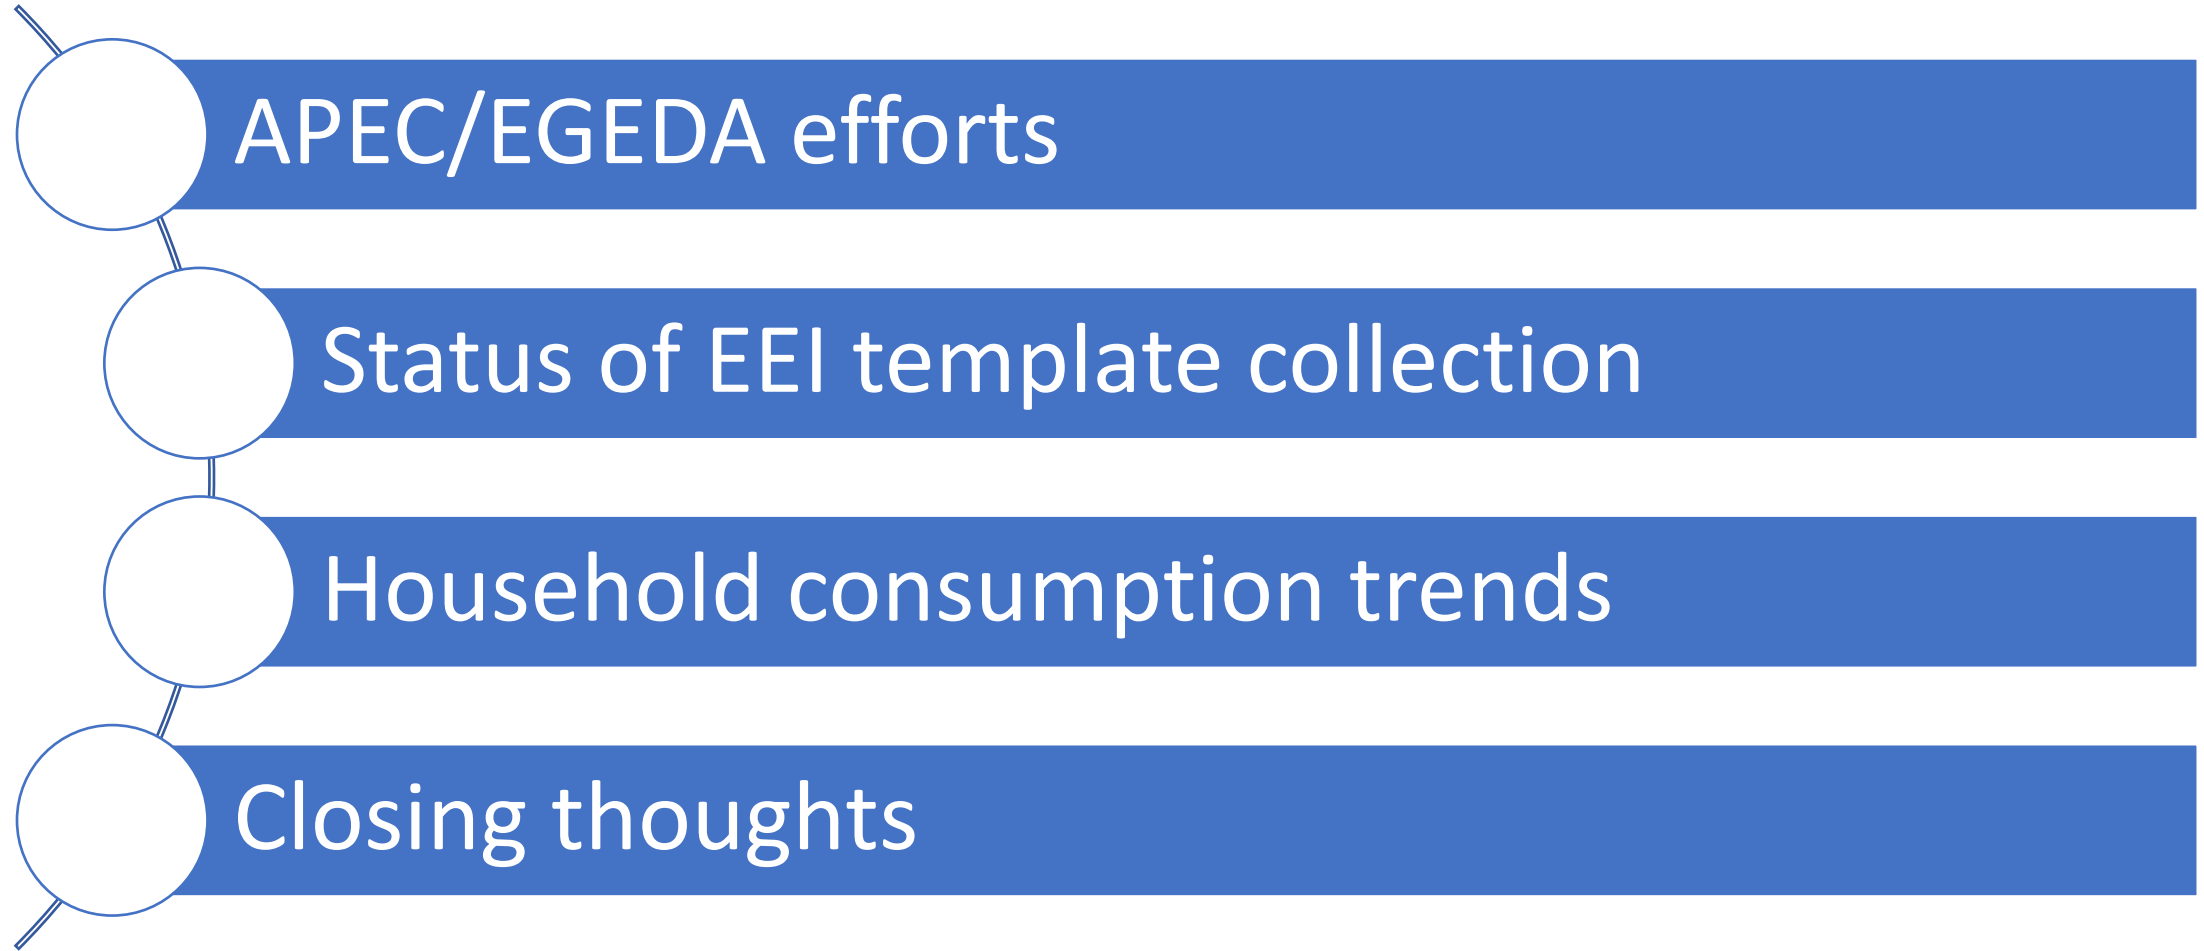 APEC/EGEDA efforts
Status of EEI template collection
Household consumption trends
Closing thoughts